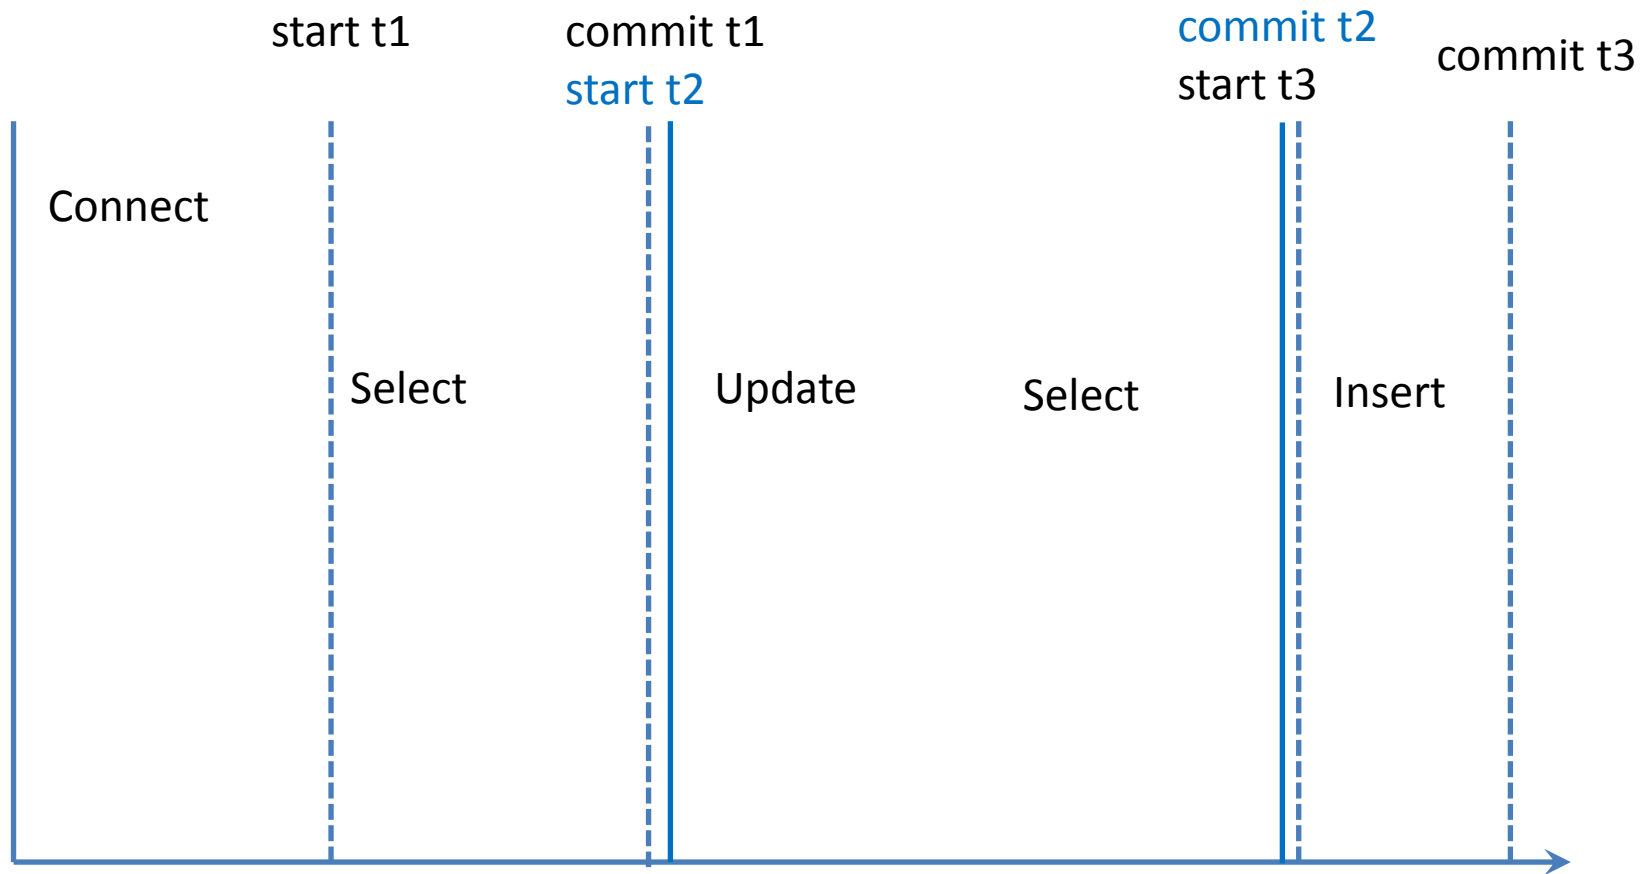 start t1
commit t1
start t2
commit t2
start t3
commit t3
Connect
Select
Update
Select
Insert